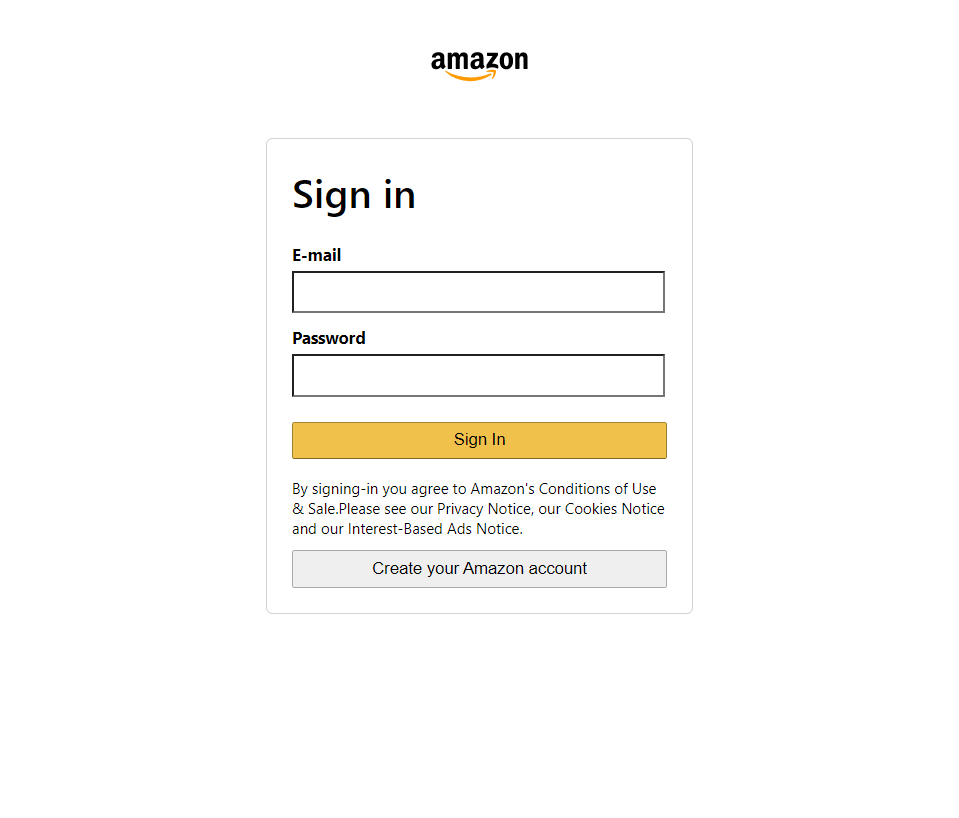 amazon
Sign in
E-mail
Password
Sign In
By signing-in you agree to Amazon's Conditions of Use
& Sale.Please see our Privacy Notice, our Cookies Notice
and our Interest-Based Ads Notice.
Create your Amazon account